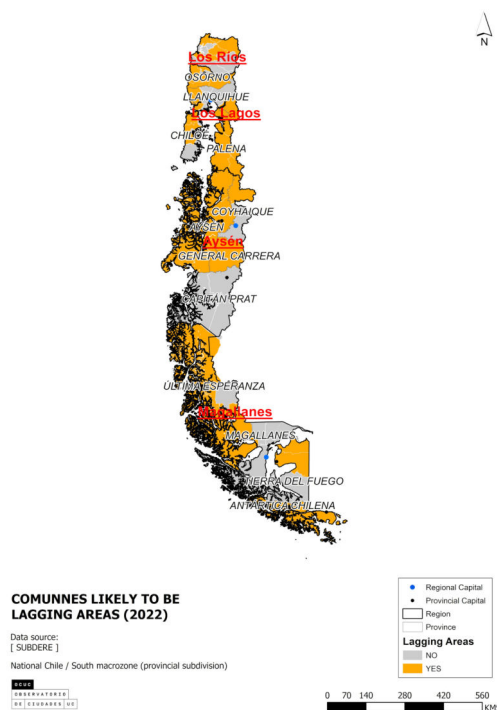 N
Los Ríos
OSORNO
LLANQUIHUE
Los Lagos
CHILOÉ
PALENA
COYHAIQUE
AYSÉN
Aysén
GENERAL CARRERA
CAPITÁN PRAT
ÚLTIMA ESPERANZA
Magallanes
MAGALLANES
TIERRA DEL FUEGO
ANTÁRTICA CHILENA
COMUNNES LIKELY TO BE
LAGGING AREAS (2022)
Data source:
[ SUBDERE ]
National Chile / South macrozone (provincial subdivision)
OCUC
OBSERVATORIO
DE CIUDADES UC
Regional Capital
Provincial Capital
Region
Province
Lagging Areas
NO
YES
0 70 140 280 420 560
KM